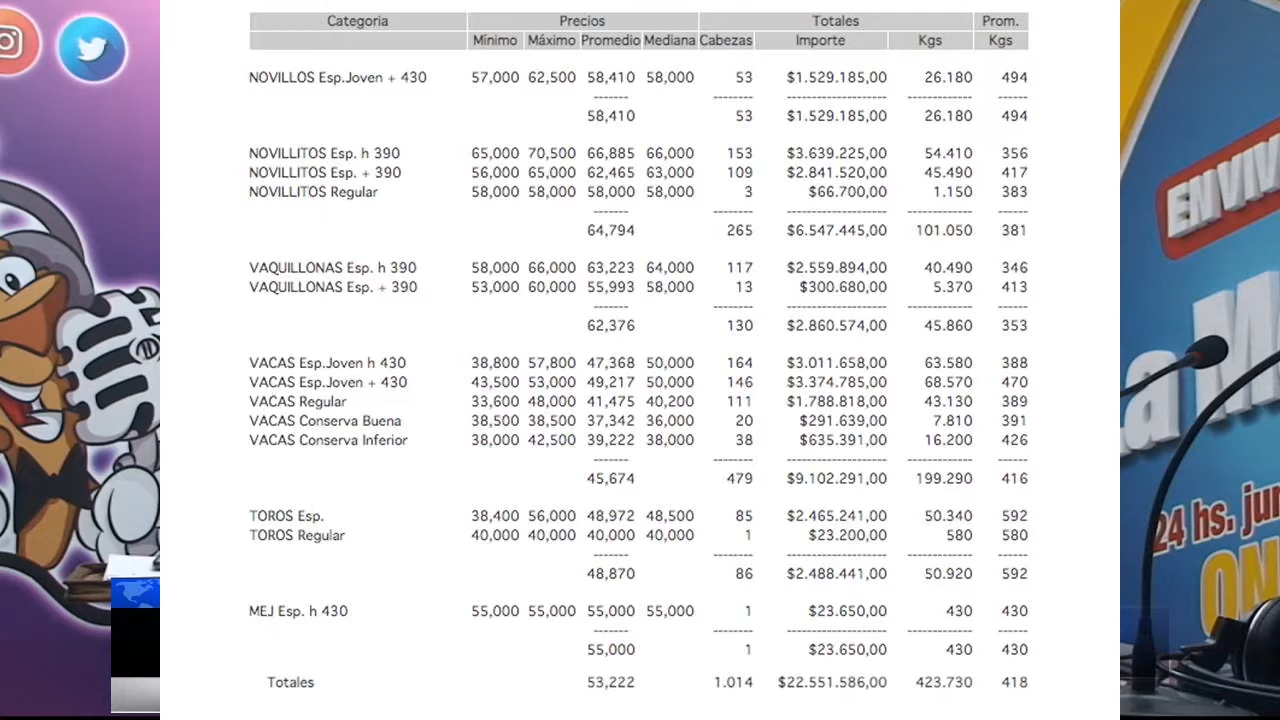 Categoria Precios Totales Prom.
Mínimo Máximo Promedio Mediana Cabezas Importe Kgs Kgs
NOVILLOS Esp.Joven + 430 57,000 62,500 58,410 58,000 53 $1.529.185,00 26.180 494
58,410 53 $1.529.185,00 26.180 494
NOVILLITOS Esp. h 390 65,000 70,500 66,885 66,000 153 $3.639.225,00 54.410 356
NOVILLITOS Esp. + 390 56,000 65,000 62,465 63,000 109 $2.841.520,00 45.490 417
NOVILLITOS Regular 58,000 58,000 58,000 58,000 3 $66.700,00 1.150 383
64,794 265 $6.547.445,00 101.050 381
VAQUILLONAS Esp. h 390 58,000 66,000 63,223 64,000 117 $2.559.894,00 40.490 346
VAQUILLONAS Esp. + 390 53,000 60,000 55,993 58,000 13 $300.680,00 5.370 413
62,376 130 $2.860.574,00 45.860 353
VACAS Esp.Joven h 430 38,800 57,800 47,368 50,000 164 $3.011.658,00 63.580 388
VACAS Esp.Joven + 430 43,500 53,000 49,217 50,000 146 $3.374.785,00 68.570 470
VACAS Regular 33,600 48,000 41,475 40,200 111 $1.788.818,00 43.130 389
VACAS Conserva Buena 38,500 38,500 37,342 36,000 20 $291.639,00 7.810 391
VACAS Conserva Inferior 38,000 42,500 39,222 38,000 38 $635.391,00 16.200 426
45,674 479 $9.102.291,00 199.290 416
TOROS Esp. 38,400 56,000 48,972 48,500 85 $2.465.241,00 50.340 592
TOROS Regular 40,000 40,000 40,000 40,000 1 $23.200,00 580 580
48,870 86 $2.488.441,00 50.920 592
MEJ Esp. h 430 55,000 55,000 55,000 55,000 1 $23.650,00 430 430
55,000 1 $23.650,00 430 430
Totales 53,222 1.014 $22.551.586,00 423.730 418
24 hs.